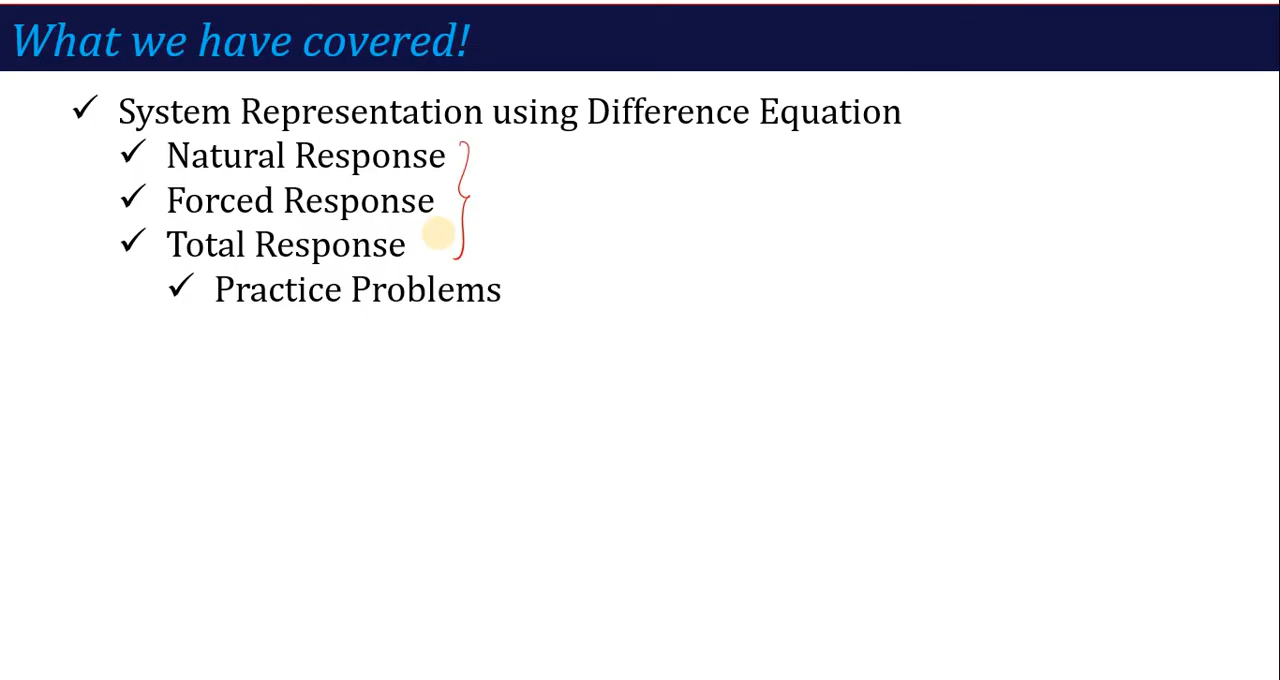 What we have covered!
✓ System Representation using Difference Equation
✓ Natural Response
✓ Forced Response
✓ Total Response
✓ Practice Problems